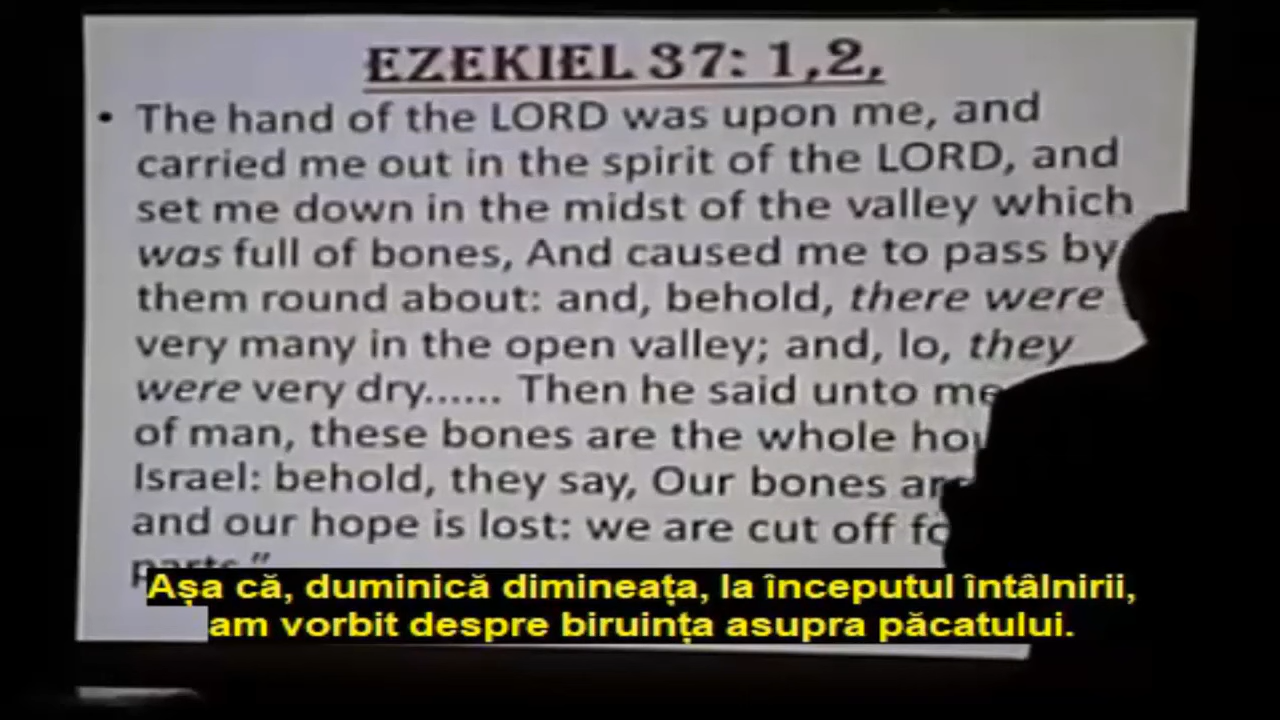 EZEKIEL 37: 1,2,
• The hand of the LORD was upon me, and
carried me out in the spirit of the LORD, and
set me down in the midst of the valley which
was full of bones, And caused me to pass by
them round about: and, behold, there were
very many in the open valley; and, lo, they
were very dry...... Then he said unto me
of man, these bones are the whole
Israel: behold, they say, Our bones
and our hope is lost: we are cut off
Așa că, duminică dimineața, la începutul întâlnirii,
am vorbit despre biruința asupra păcatului.